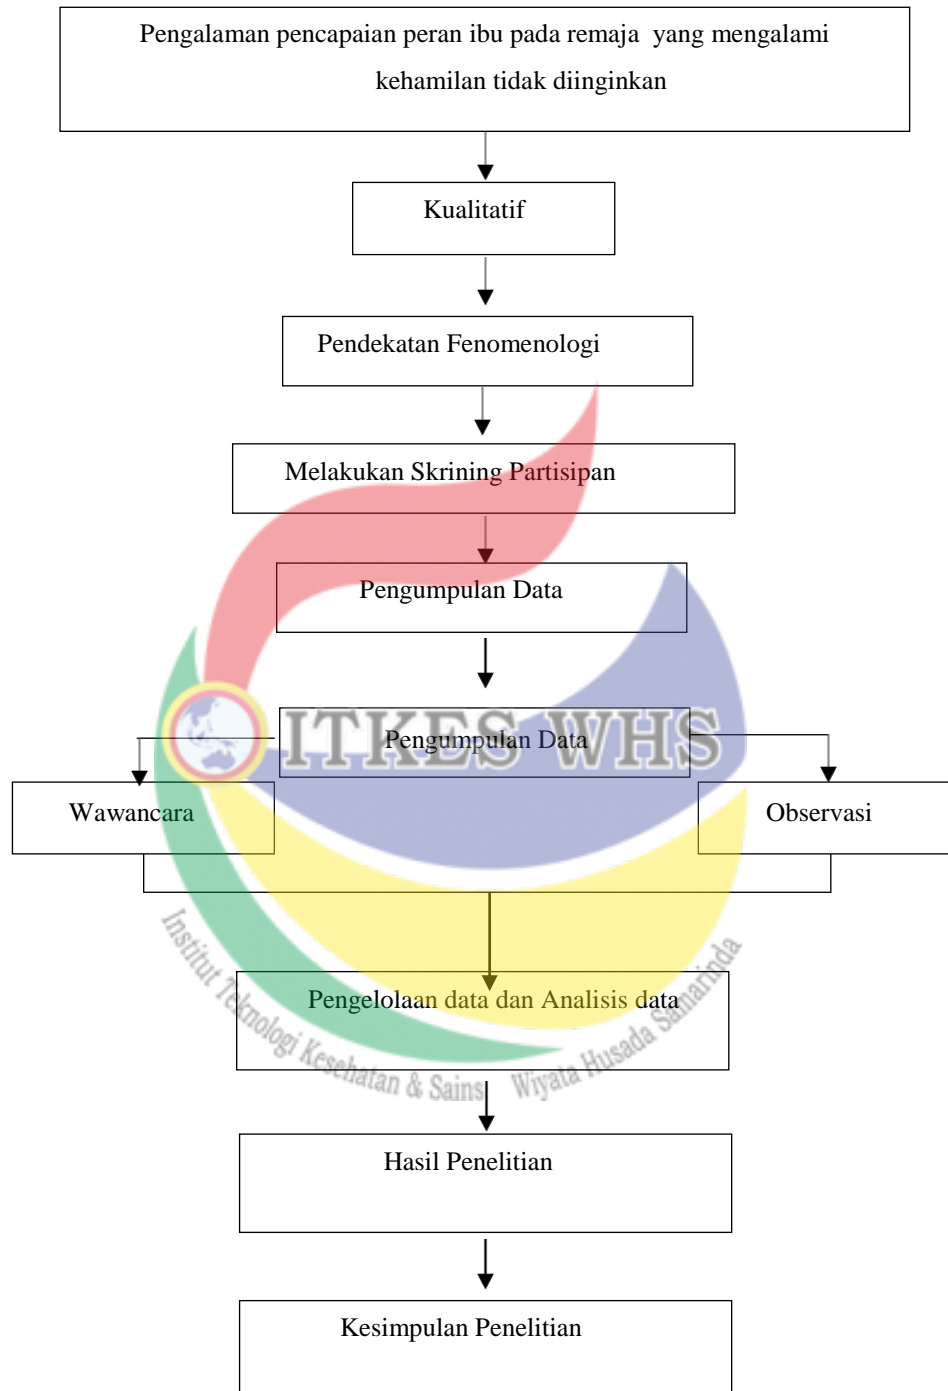 Pengalaman pencapaian peran ibu pada remaja yang mengalami
kehamilan tidak diinginkan
Kualitatif
Pendekatan Fenomenologi
Melakukan Skrining Partisipan
Pengumpulan Data
Pengumpulan Data
ITKES WHS
Wawancara
Observasi
Pengelolaan data dan Analisis data
Institut Teknologi Kesehatan & Sains Wiyata Husada Samarinda
Hasil Penelitian
Kesimpulan Penelitian